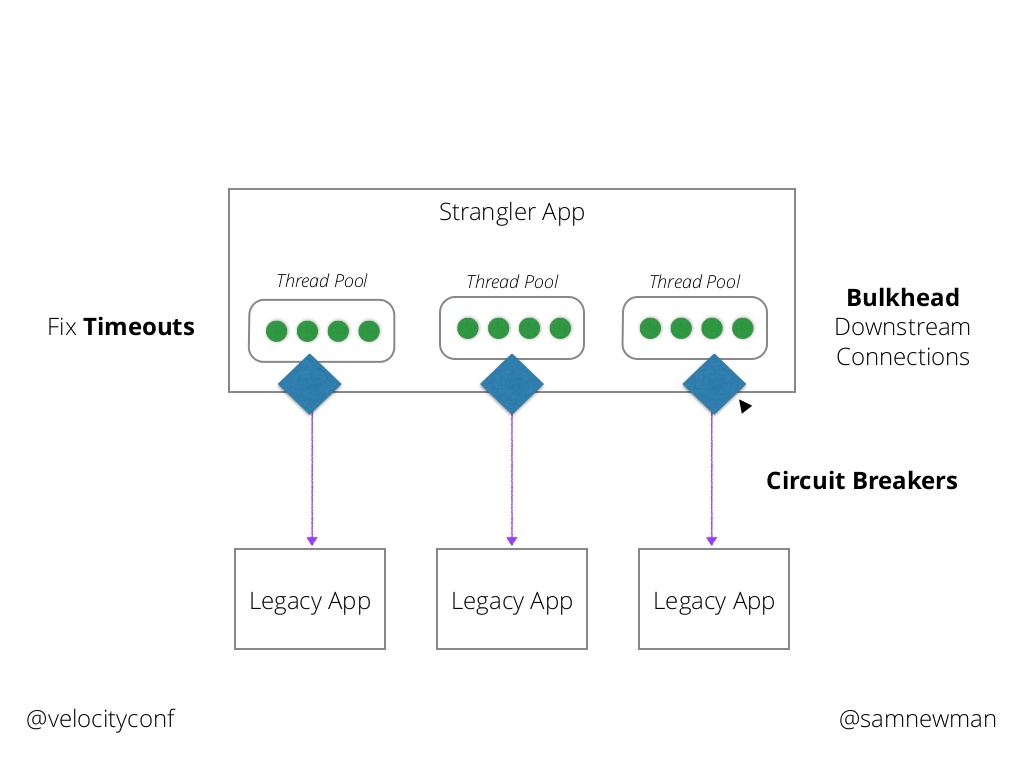 Strangler App
Thread Pool
Thread Pool
Thread Pool
Fix Timeouts
Bulkhead
Downstream
Connections
Circuit Breakers
Legacy App
Legacy App
Legacy App
@velocityconf
@samnewman